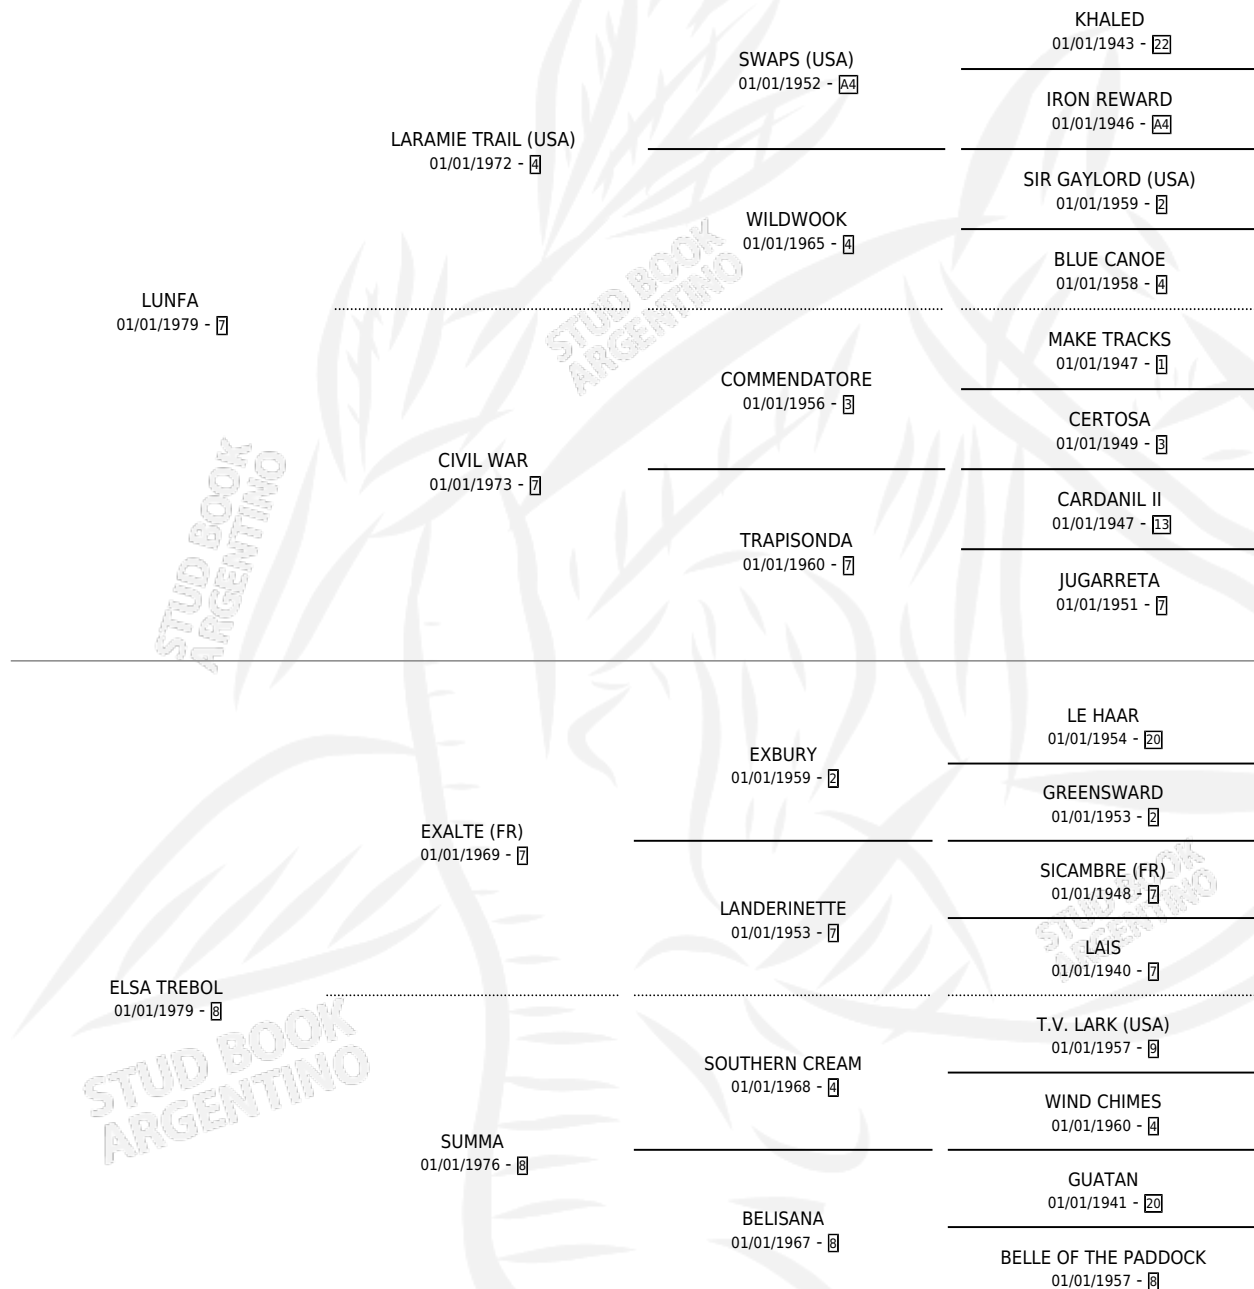 KHALED
01/01/1943 - 22
SWAPS (USA)
01/01/1952 - A4
IRON REWARD
01/01/1946 - A4
LARAMIE TRAIL (USA)
01/01/1972 - 4
SIR GAYLORD (USA)
01/01/1959 - 2
WILDWOOK
01/01/1965 - 4
BLUE CANOE
01/01/1958 - 4
LUNFA
01/01/1979 - 7
MAKE TRACKS
01/01/1947 - 1
COMMENDATORE
01/01/1956 - 3
CERTOSA
01/01/1949 - 3
CIVIL WAR
01/01/1973 - 7
CARDANIL II
01/01/1947 - 13
TRAPISONDA
01/01/1960 - 7
JUGARRETA
01/01/1951 - 7
STUD BOOK
ARGENTINO
STUD BOOK
ARGENTINO
LE HAAR
01/01/1954 - 20
EXBURY
01/01/1959 - 2
GREENSWARD
01/01/1953 - 2
EXALTE (FR)
01/01/1969 - 7
SICAMBRE (FR)
01/01/1948 - 7
LANDERINETTE
01/01/1953 - 7
LAIS
01/01/1940 - 7
ELSA TREBOL
01/01/1979 - 8
T.V. LARK (USA)
01/01/1957 - 9
SOUTHERN CREAM
01/01/1968 - 4
WIND CHIMES
01/01/1960 - 4
SUMMA
01/01/1976 - 8
GUATAN
01/01/1941 - 20
BELISANA
01/01/1967 - 8
BELLE OF THE PADDOCK
01/01/1957 - 8
STUD BOOK
ARGENTINO
STUD BOOK
ARGENTINO